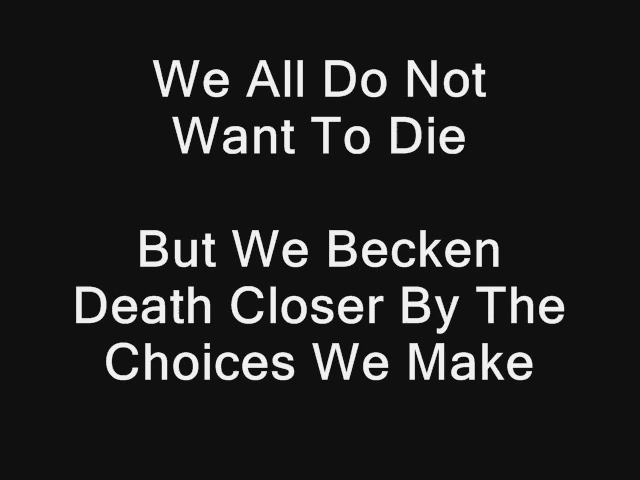 We All Do Not
Want To Die
But We Becken
Death Closer By The
Choices We Make